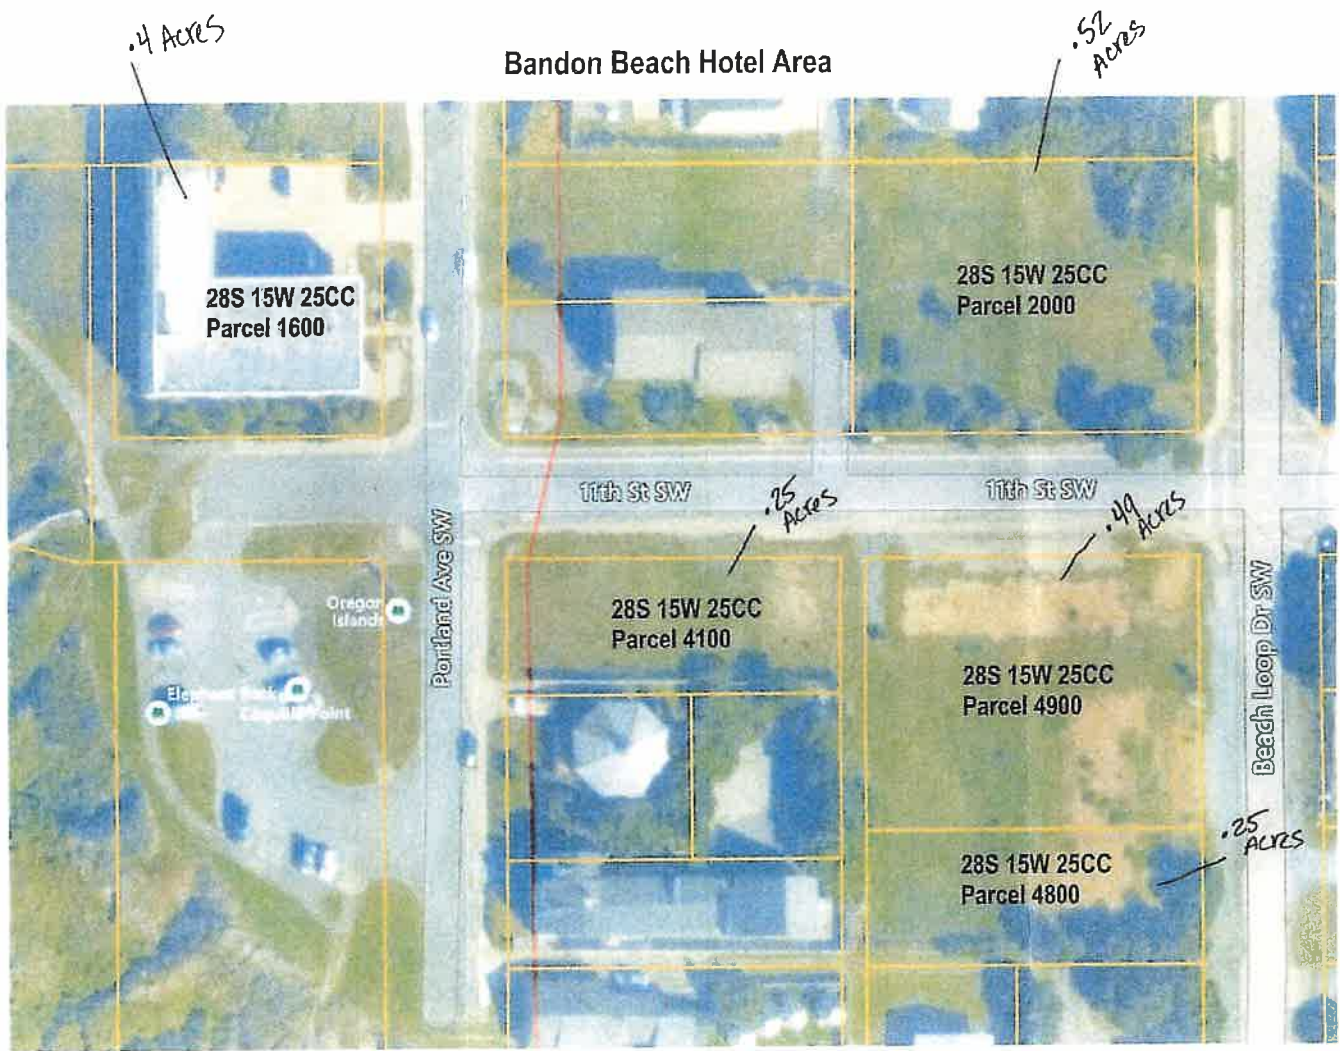 .4 Acres
.52
Acres
Bandon Beach Hotel Area
28S 15W 25CC
Parcel 1600
28S 15W 25CC
Parcel 2000
11th St SW
11th St SW
.25
Acres
.49
Acres
Portland Ave SW
Oregon
Islands
28S 15W 25CC
Parcel 4100
28S 15W 25CC
Parcel 4900
Beach Loop Dr SW
Elephant Rock
Point
.25
Acres
28S 15W 25CC
Parcel 4800